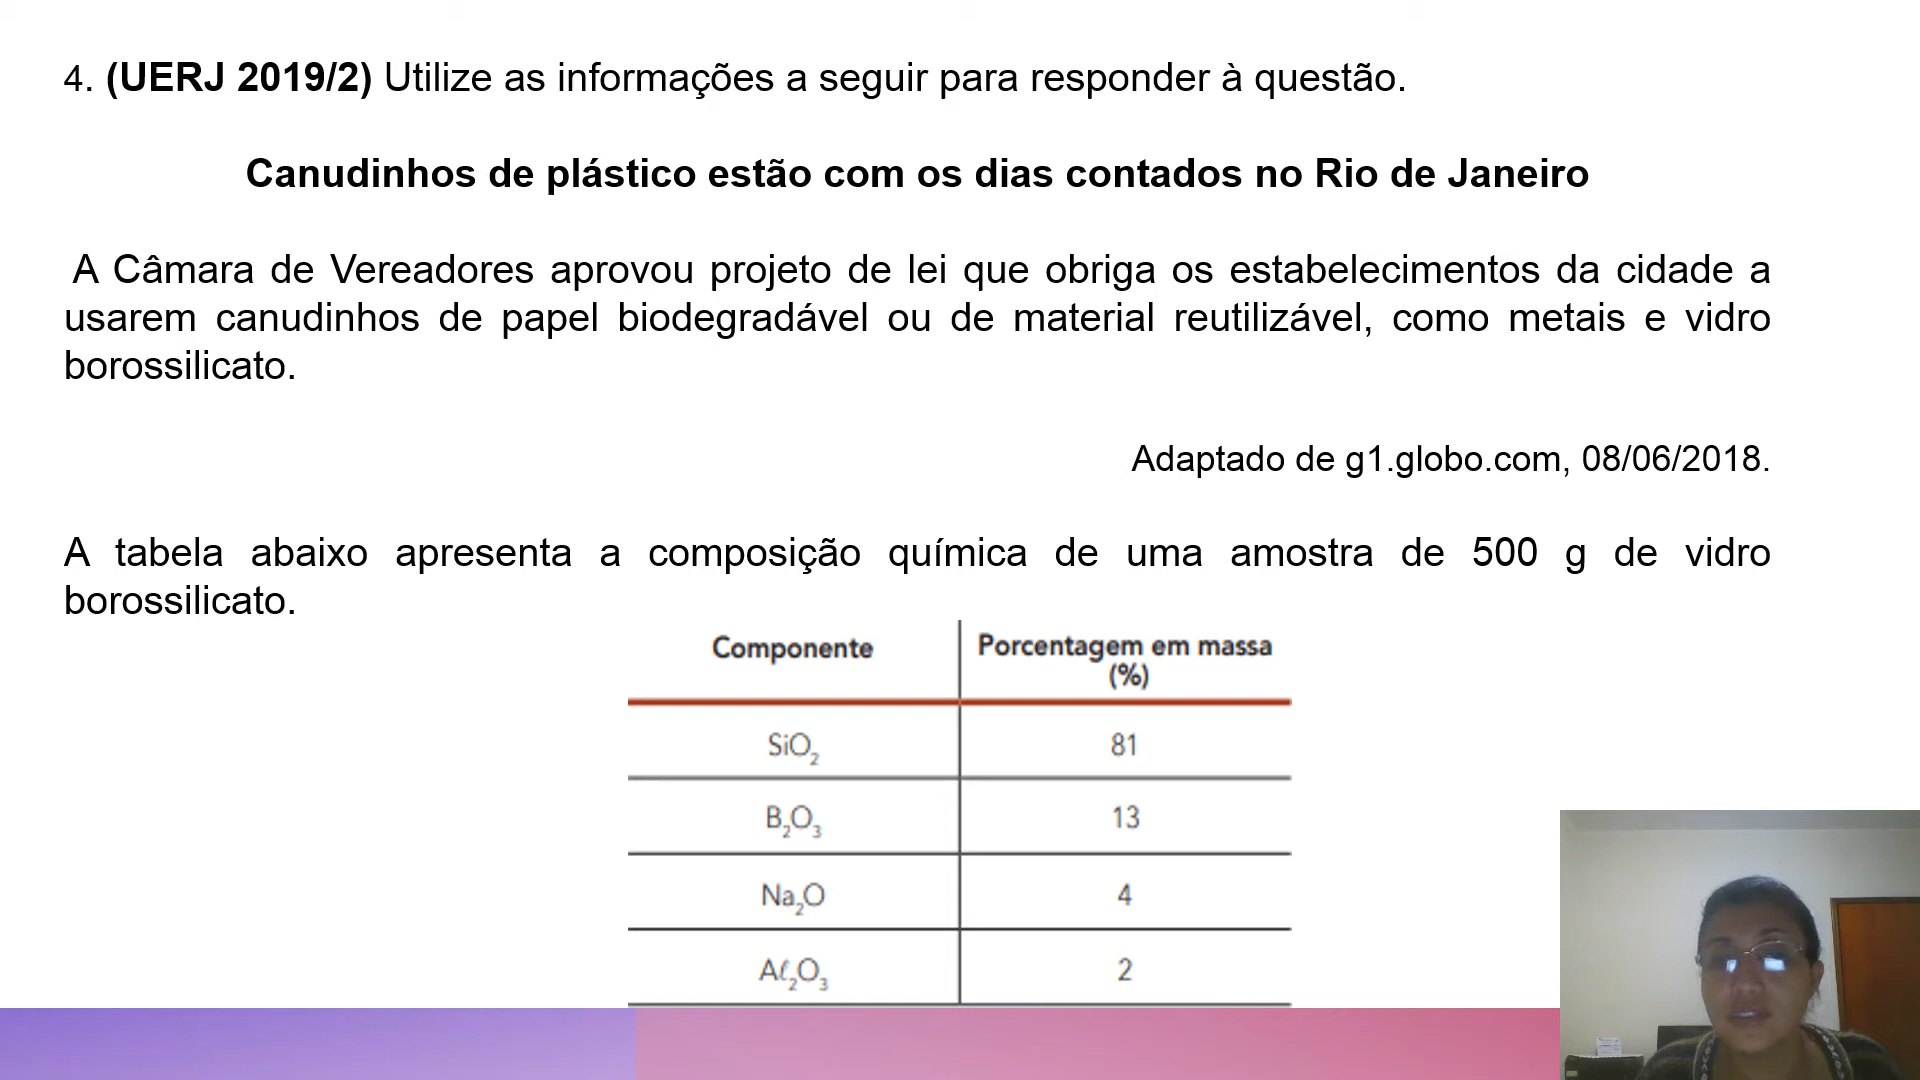 4. (UERJ 2019/2) Utilize as informações a seguir para responder à questão.
Canudinhos de plástico estão com os dias contados no Rio de Janeiro
A Câmara de Vereadores aprovou projeto de lei que obriga os estabelecimentos da cidade a
usarem canudinhos de papel biodegradável ou de material reutilizável, como metais e vidro
borossilicato.
Adaptado de g1.globo.com, 08/06/2018.
A tabela abaixo apresenta a composição química de uma amostra de 500 g de vidro
borossilicato.
Componente Porcentagem em massa
(%)
SiO₂ 81
B₂O₃ 13
Na₂O 4
Aℓ₂O₃ 2